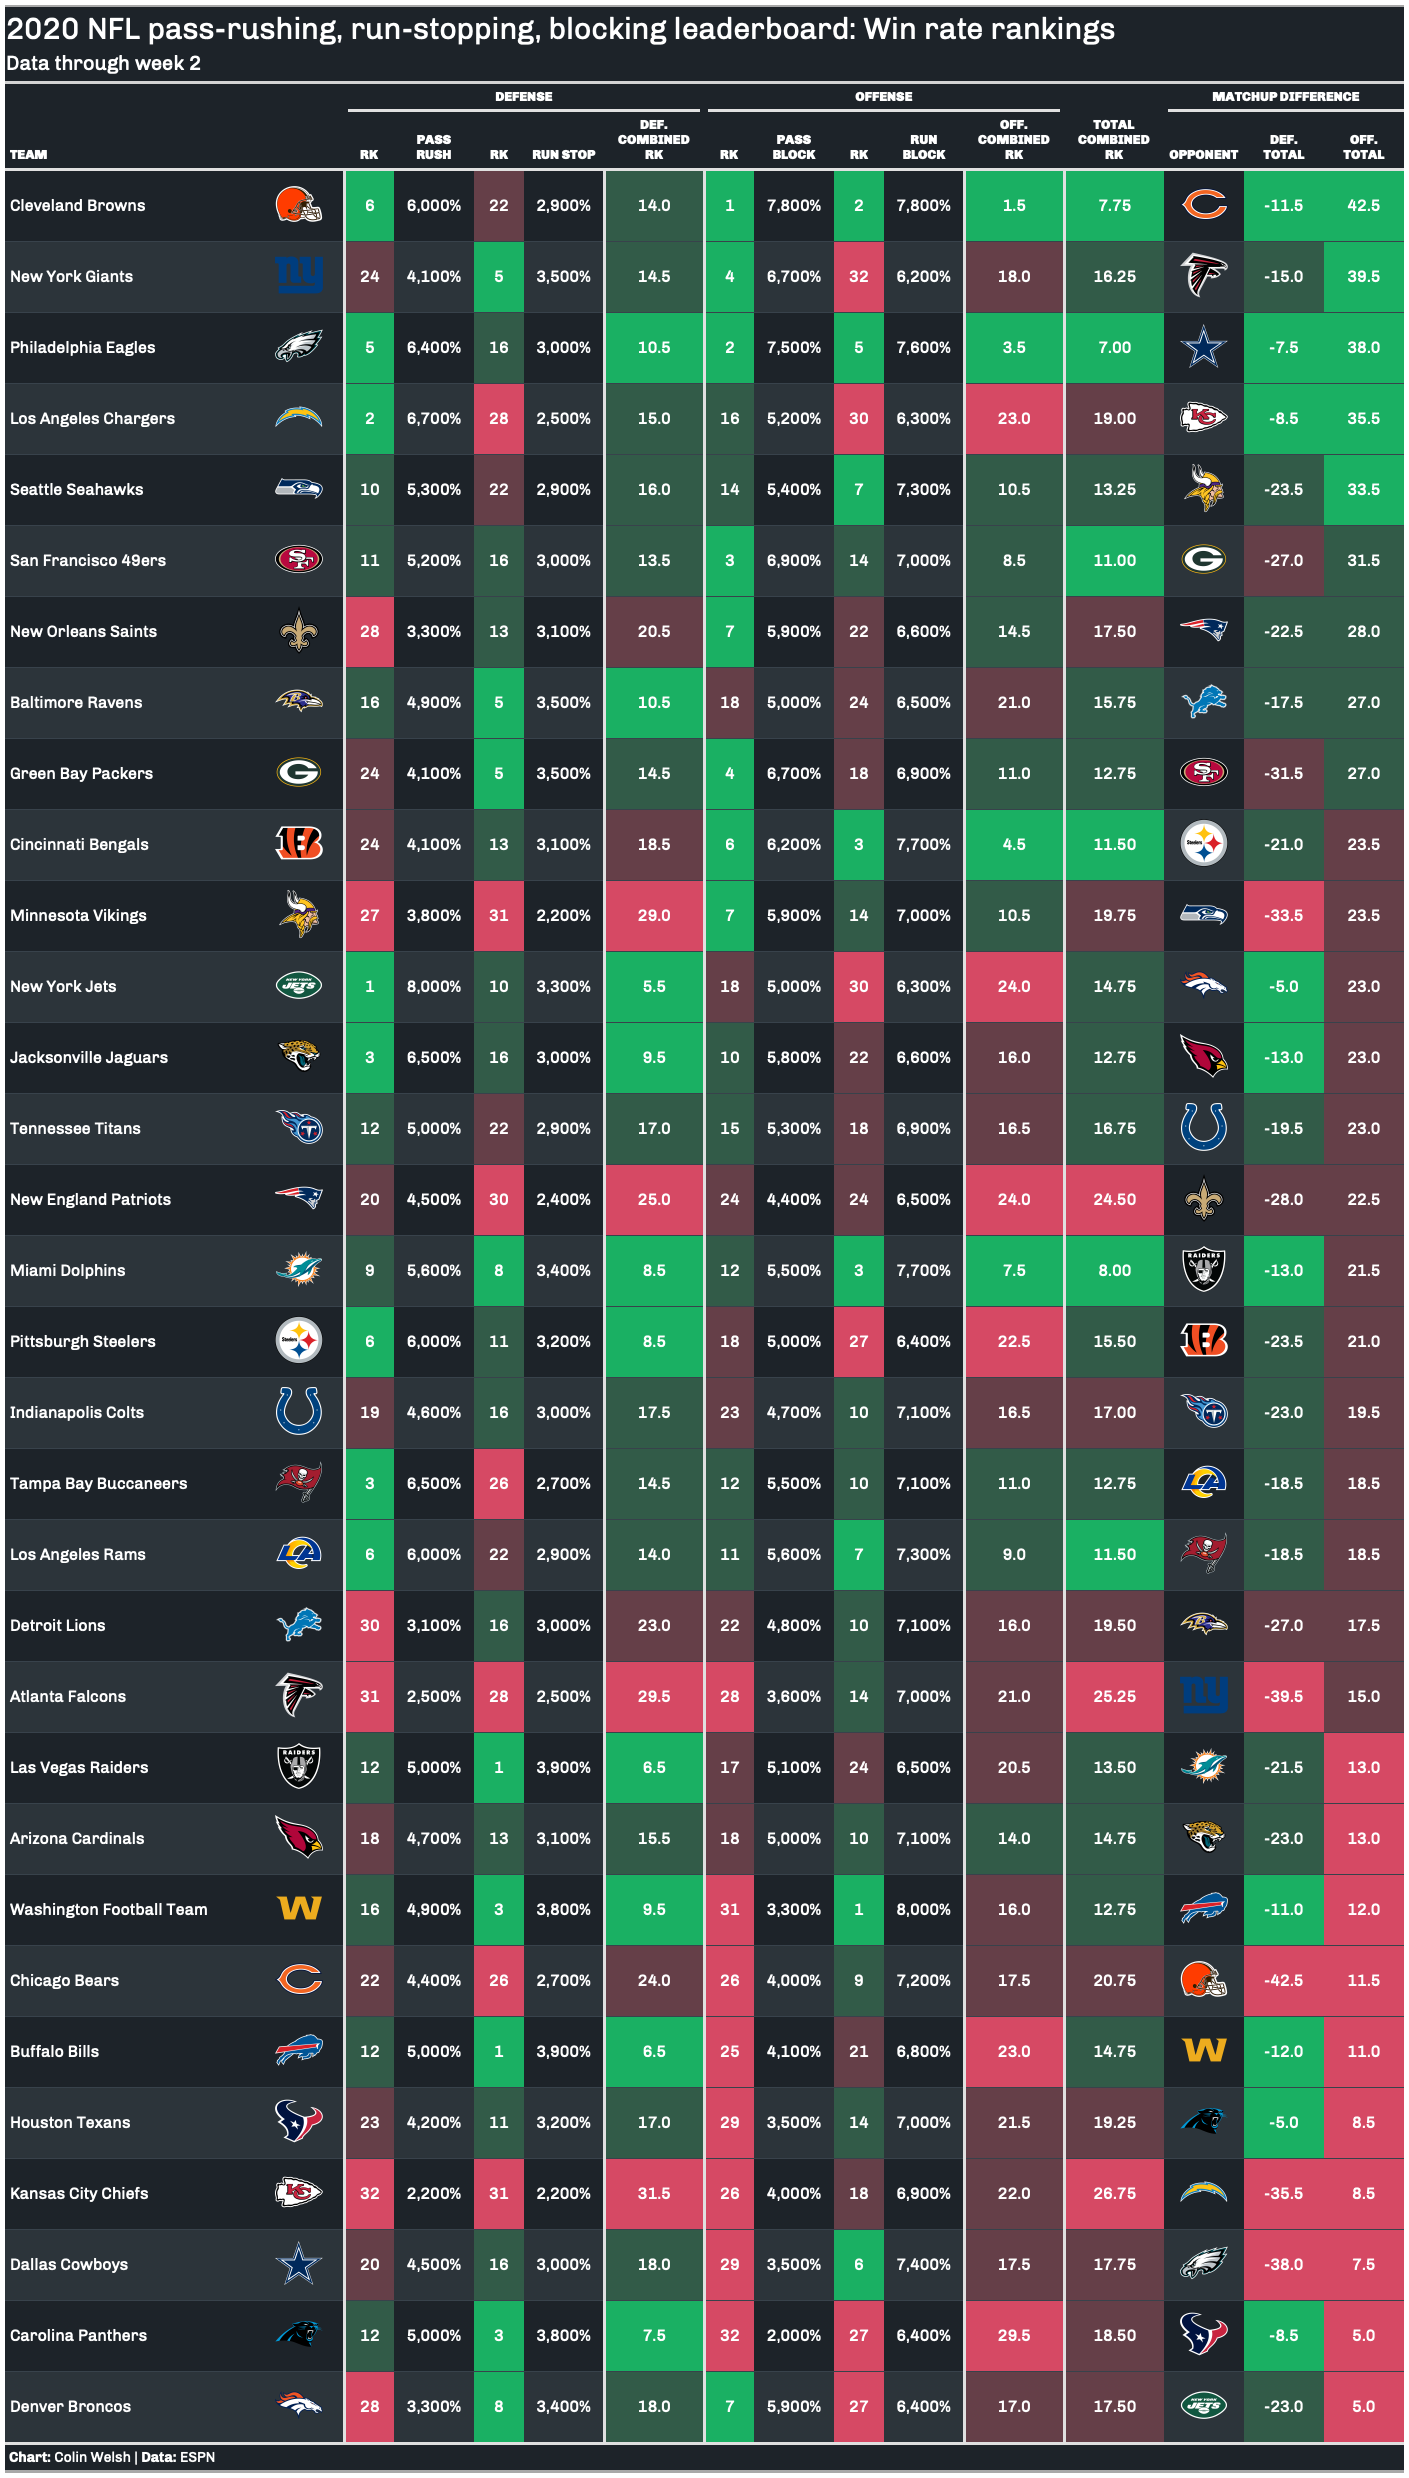 2020 NFL pass-rushing, run-stopping, blocking leaderboard: Win rate rankings
Data through week 2
DEFENSE OFFENSE MATCHUP DIFFERENCE
TEAM RK PASS RUSH RK RUN STOP DEF. COMBINED RK RK PASS BLOCK RK RUN BLOCK OFF. COMBINED RK TOTAL COMBINED RK OPPONENT DEF. TOTAL OFF. TOTAL
Cleveland Browns 6 6,000% 22 2,900% 14.0 1 7,800% 2 7,800% 1.5 7.75 -11.5 42.5
New York Giants ny 24 4,100% 5 3,500% 14.5 4 6,700% 32 6,200% 18.0 16.25 -15.0 39.5
Philadelphia Eagles 5 6,400% 16 3,000% 10.5 2 7,500% 5 7,600% 3.5 7.00 -7.5 38.0
Los Angeles Chargers 2 6,700% 28 2,500% 15.0 16 5,200% 30 6,300% 23.0 19.00 KC -8.5 35.5
Seattle Seahawks 10 5,300% 22 2,900% 16.0 14 5,400% 7 7,300% 10.5 13.25 -23.5 33.5
San Francisco 49ers SF 11 5,200% 16 3,000% 13.5 3 6,900% 14 7,000% 8.5 11.00 G -27.0 31.5
New Orleans Saints 28 3,300% 13 3,100% 20.5 7 5,900% 22 6,600% 14.5 17.50 -22.5 28.0
Baltimore Ravens 16 4,900% 5 3,500% 10.5 18 5,000% 24 6,500% 21.0 15.75 -17.5 27.0
Green Bay Packers G 24 4,100% 5 3,500% 14.5 4 6,700% 18 6,900% 11.0 12.75 SF -31.5 27.0
Cincinnati Bengals B 24 4,100% 13 3,100% 18.5 6 6,200% 3 7,700% 4.5 11.50 Steelers -21.0 23.5
Minnesota Vikings 27 3,800% 31 2,200% 29.0 7 5,900% 14 7,000% 10.5 19.75 -33.5 23.5
New York Jets NEW YORK JETS 1 8,000% 10 3,300% 5.5 18 5,000% 30 6,300% 24.0 14.75 -5.0 23.0
Jacksonville Jaguars 3 6,500% 16 3,000% 9.5 10 5,800% 22 6,600% 16.0 12.75 -13.0 23.0
Tennessee Titans T 12 5,000% 22 2,900% 17.0 15 5,300% 18 6,900% 16.5 16.75 -19.5 23.0
New England Patriots 20 4,500% 30 2,400% 25.0 24 4,400% 24 6,500% 24.0 24.50 -28.0 22.5
Miami Dolphins 9 5,600% 8 3,400% 8.5 12 5,500% 3 7,700% 7.5 8.00 RAIDERS -13.0 21.5
Pittsburgh Steelers Steelers 6 6,000% 11 3,200% 8.5 18 5,000% 27 6,400% 22.5 15.50 B -23.5 21.0
Indianapolis Colts 19 4,600% 16 3,000% 17.5 23 4,700% 10 7,100% 16.5 17.00 T -23.0 19.5
Tampa Bay Buccaneers 3 6,500% 26 2,700% 14.5 12 5,500% 10 7,100% 11.0 12.75 LA -18.5 18.5
Los Angeles Rams LA 6 6,000% 22 2,900% 14.0 11 5,600% 7 7,300% 9.0 11.50 -18.5 18.5
Detroit Lions 30 3,100% 16 3,000% 23.0 22 4,800% 10 7,100% 16.0 19.50 -27.0 17.5
Atlanta Falcons 31 2,500% 28 2,500% 29.5 28 3,600% 14 7,000% 21.0 25.25 ny -39.5 15.0
Las Vegas Raiders RAIDERS 12 5,000% 1 3,900% 6.5 17 5,100% 24 6,500% 20.5 13.50 -21.5 13.0
Arizona Cardinals 18 4,700% 13 3,100% 15.5 18 5,000% 10 7,100% 14.0 14.75 -23.0 13.0
Washington Football Team W 16 4,900% 3 3,800% 9.5 31 3,300% 1 8,000% 16.0 12.75 -11.0 12.0
Chicago Bears C 22 4,400% 26 2,700% 24.0 26 4,000% 9 7,200% 17.5 20.75 -42.5 11.5
Buffalo Bills 12 5,000% 1 3,900% 6.5 25 4,100% 21 6,800% 23.0 14.75 W -12.0 11.0
Houston Texans 23 4,200% 11 3,200% 17.0 29 3,500% 14 7,000% 21.5 19.25 -5.0 8.5
Kansas City Chiefs KC 32 2,200% 31 2,200% 31.5 26 4,000% 18 6,900% 22.0 26.75 -35.5 8.5
Dallas Cowboys 20 4,500% 16 3,000% 18.0 29 3,500% 6 7,400% 17.5 17.75 -38.0 7.5
Carolina Panthers 12 5,000% 3 3,800% 7.5 32 2,000% 27 6,400% 29.5 18.50 -8.5 5.0
Denver Broncos 28 3,300% 8 3,400% 18.0 7 5,900% 27 6,400% 17.0 17.50 NEW YORK JETS -23.0 5.0
Chart: Colin Welsh | Data: ESPN